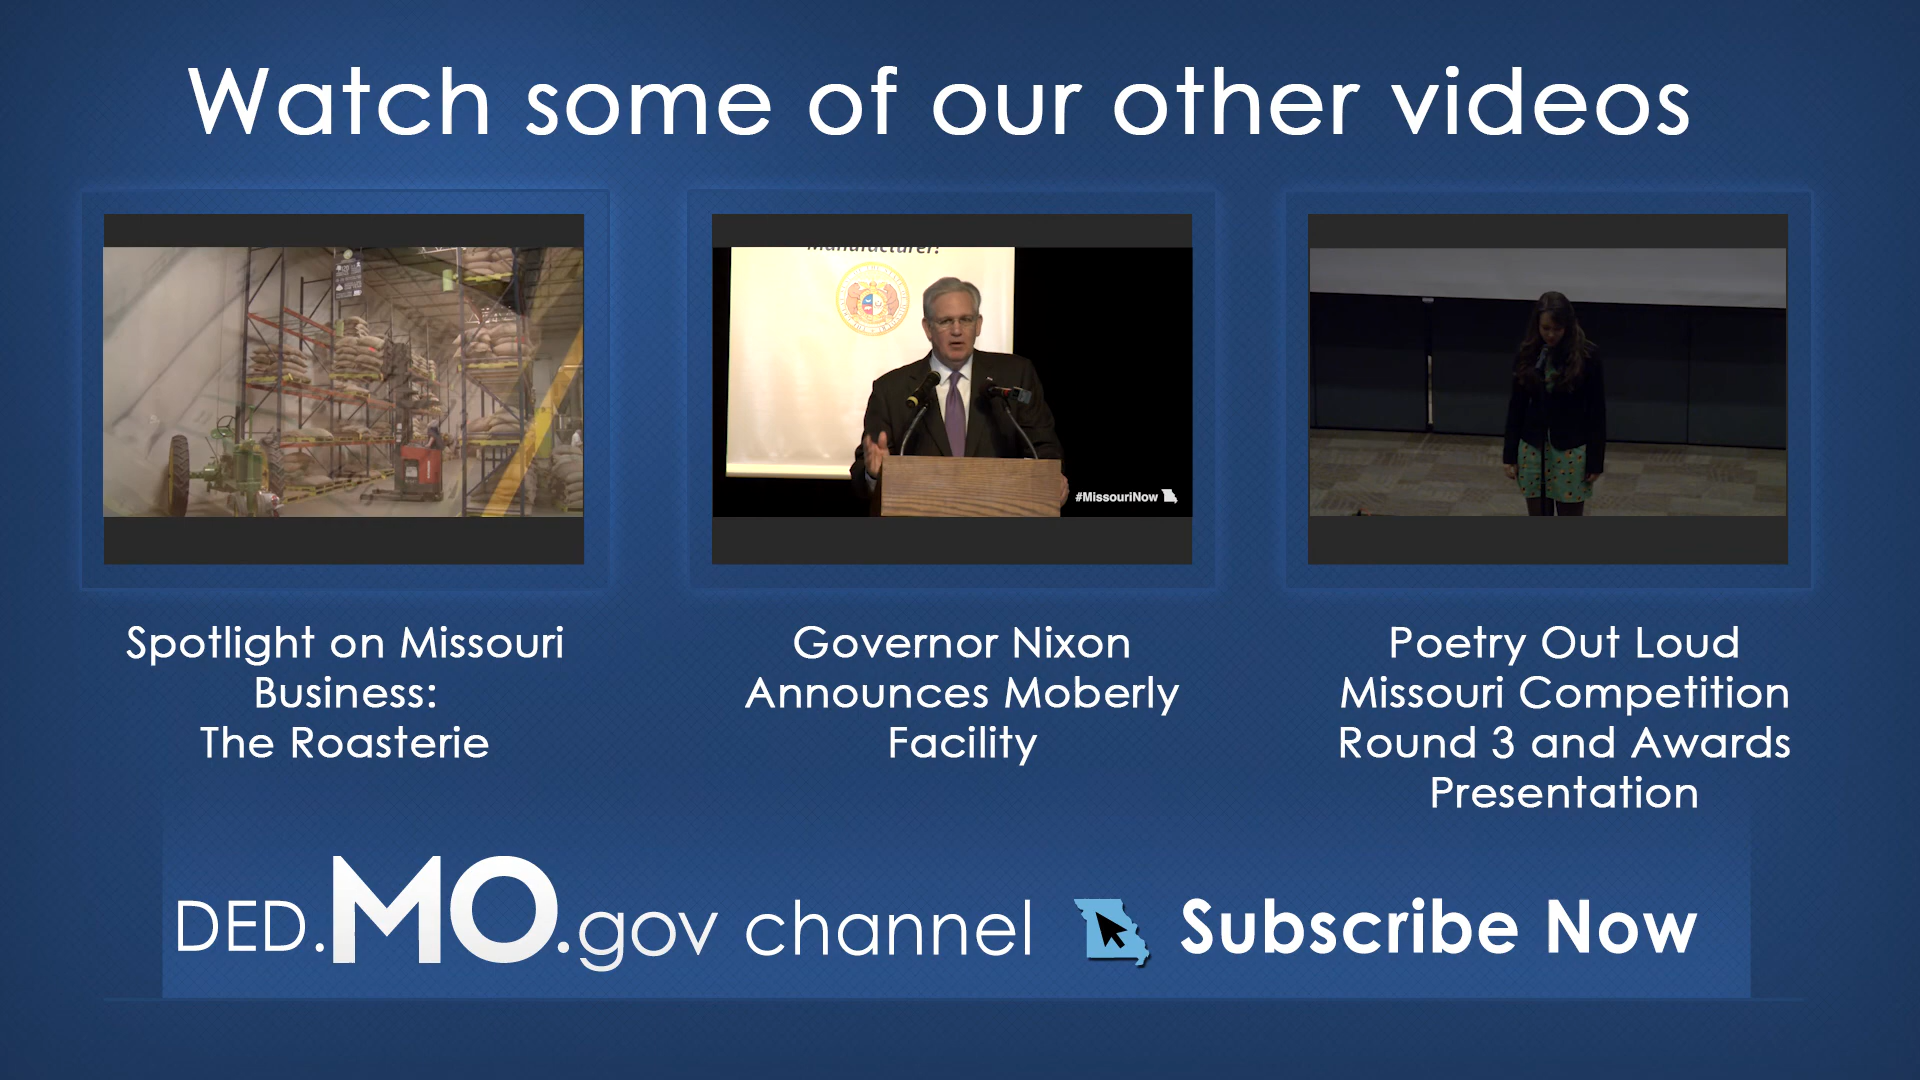 Watch some of our other videos
Manufacturer!
#MissouriNow
Spotlight on Missouri
Business:
The Roasterie
Governor Nixon
Announces Moberly
Facility
Poetry Out Loud
Missouri Competition
Round 3 and Awards
Presentation
DED.MO.gov channel
Subscribe Now